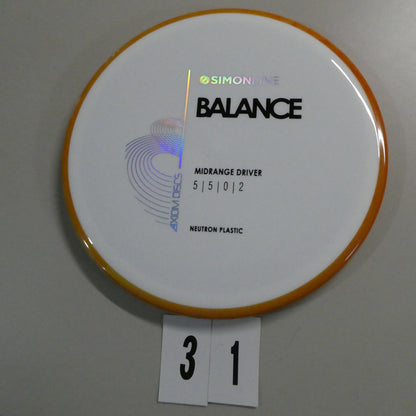 SIMON LINE
BALANCE
MIDRANGE DRIVER
5 | 5 | 0 | 2
NEUTRON PLASTIC
AXIOM DISCS
3 1